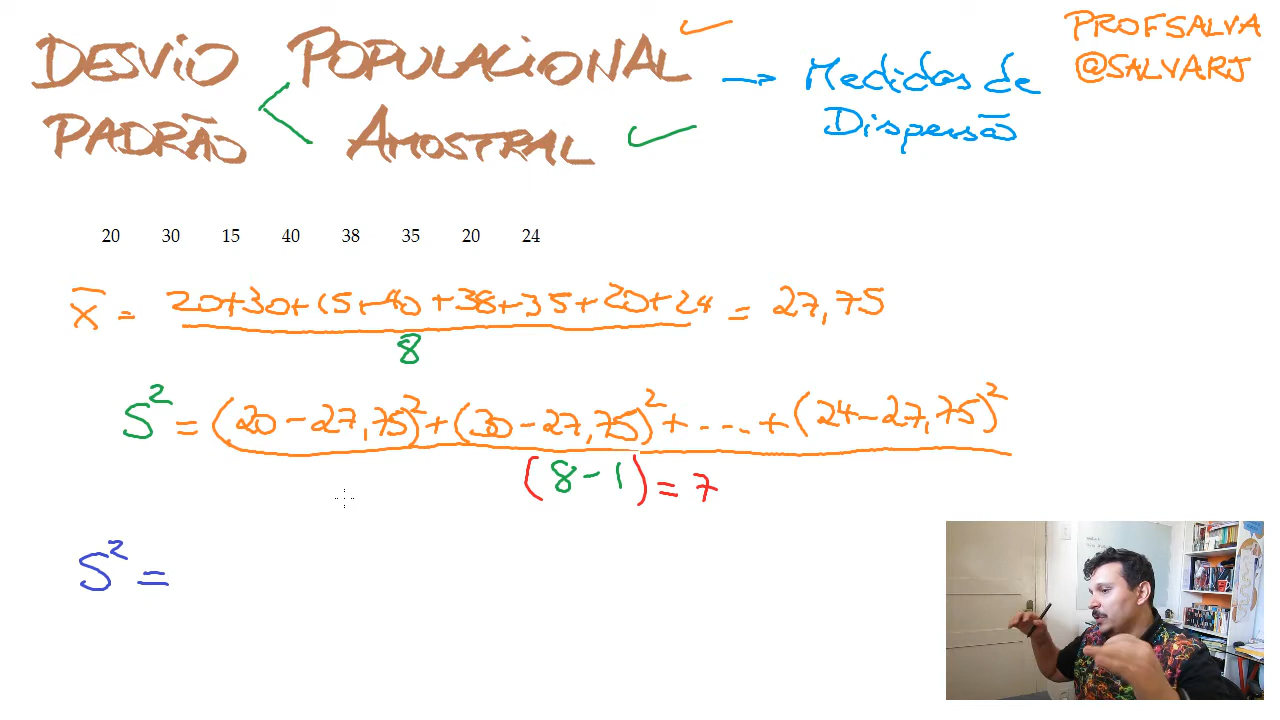 DESVIO POPULACIONAL
PADRÃO AMOSTRAL
→ Medidas de
Dispersão
PROFSALVA
@SALVARJ
20 30 15 40 38 35 20 24
X̅ = 20+30+15+40+38+35+20+24 = 27,75
8
S² = (20-27,75)²+(30-27,75)²+....+(24-27,75)²
(8-1)=7
S² =